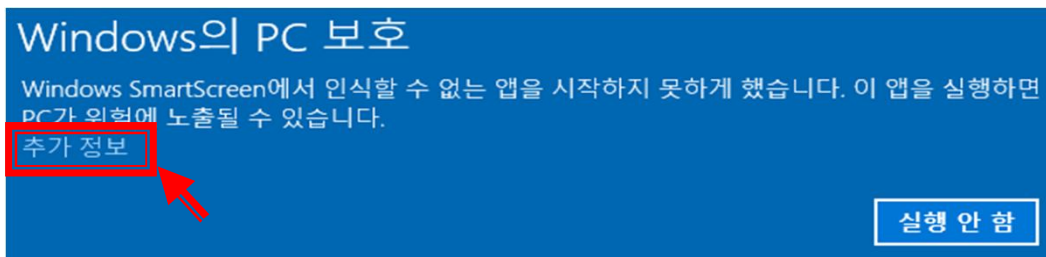 Windows의 PC 보호
Windows SmartScreen에서 인식할 수 없는 앱을 시작하지 못하게 했습니다. 이 앱을 실행하면
PC가 위험에 노출될 수 있습니다.
추가 정보
실행 안 함